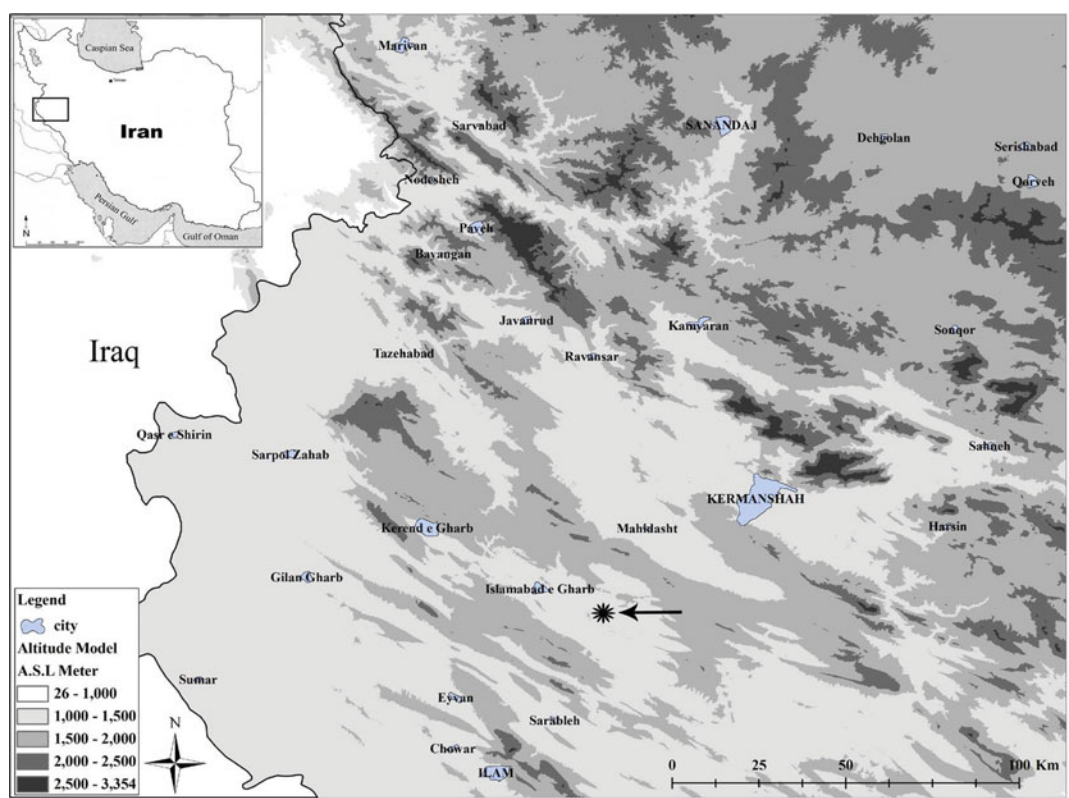 Caspian Sea
Tehran
Iran
Persian Gulf
Gulf of Oman
N
Marivan
Sarvabad
SANANDAJ
Dehgolan
Serishabad
Qorveh
Nodesheh
Paveh
Bayangan
Javanrud
Kamyaran
Sonqor
Iraq
Tazehabad
Ravansar
Qasr e Shirin
Sarpol Zahab
Sahneh
KERMANSHAH
Kerend e Gharb
Mahidasht
Harsin
Gilan Gharb
Islamabad e Gharb
Legend
city
Altitude Model
A.S.L Meter
26 - 1,000
1,000 - 1,500
1,500 - 2,000
2,000 - 2,500
2,500 - 3,354
N
Sumar
Eyvan
Sarableh
Chowar
ILAM
100 Km
0 25 50